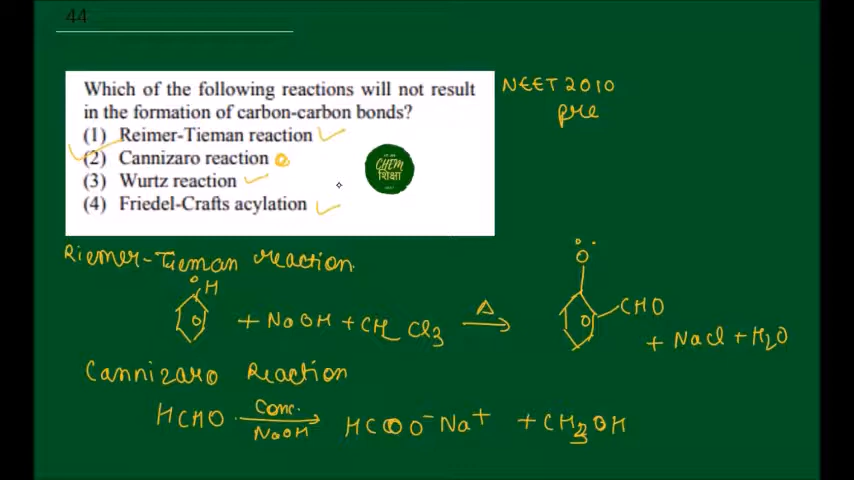 44
Which of the following reactions will not result
in the formation of carbon-carbon bonds?
(1) Reimer-Tieman reaction
(2) Cannizaro reaction
(3) Wurtz reaction
(4) Friedel-Crafts acylation
NEET 2010
pre
CHEM
शिक्षा
Riemer-Tieman reaction
OH
O + NaOH + CHCl3 Δ → O CHO
+ NaCl + H2O
Cannizaro Reaction
HCHO Conc. NaOH → HCOO⁻Na⁺ + CH3OH